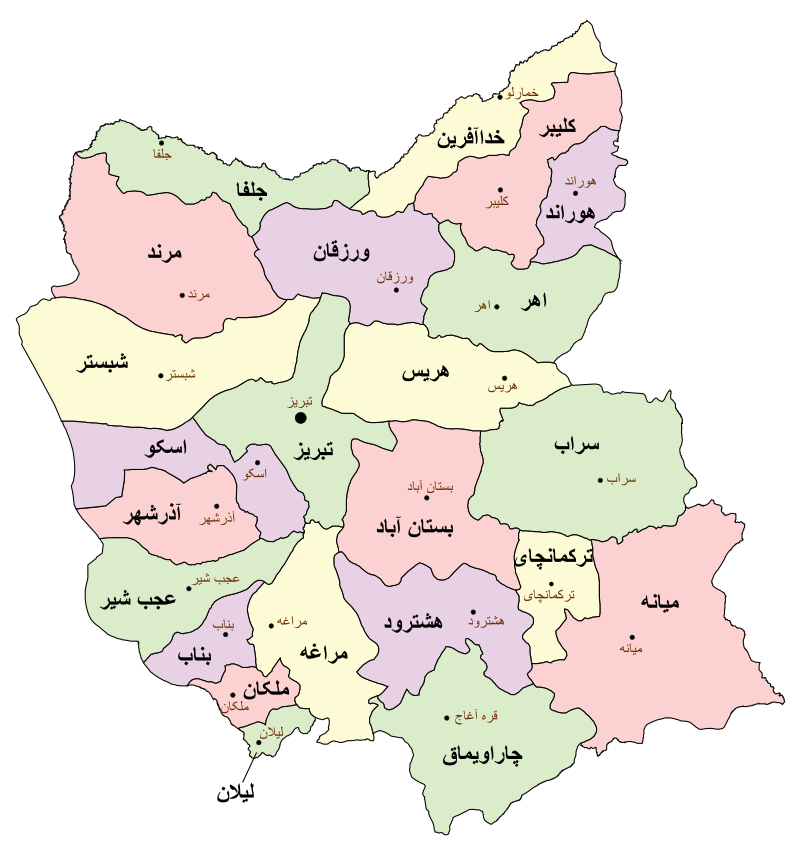 خمارلو
کلیبر
خداآفرین
جلفا
هوراند
جلفا
کلیبر
هوراند
ورزقان
مرند
ورزقان
مرند
اهر
اهر
شبستر
شبستر
هریس
هریس
تبریز
تبریز
اسکو
سراب
اسکو
سراب
بستان آباد
آذرشهر
آذرشهر
بستان آباد
ترکمانچای
عجب شیر
عجب شیر
ترکمانچای
میانه
هشترود
هشترود
مراغه
بناب
میانه
بناب
مراغه
ملکان
ملکان
قره آغاج
لیلان
چاراویماق
لیلان